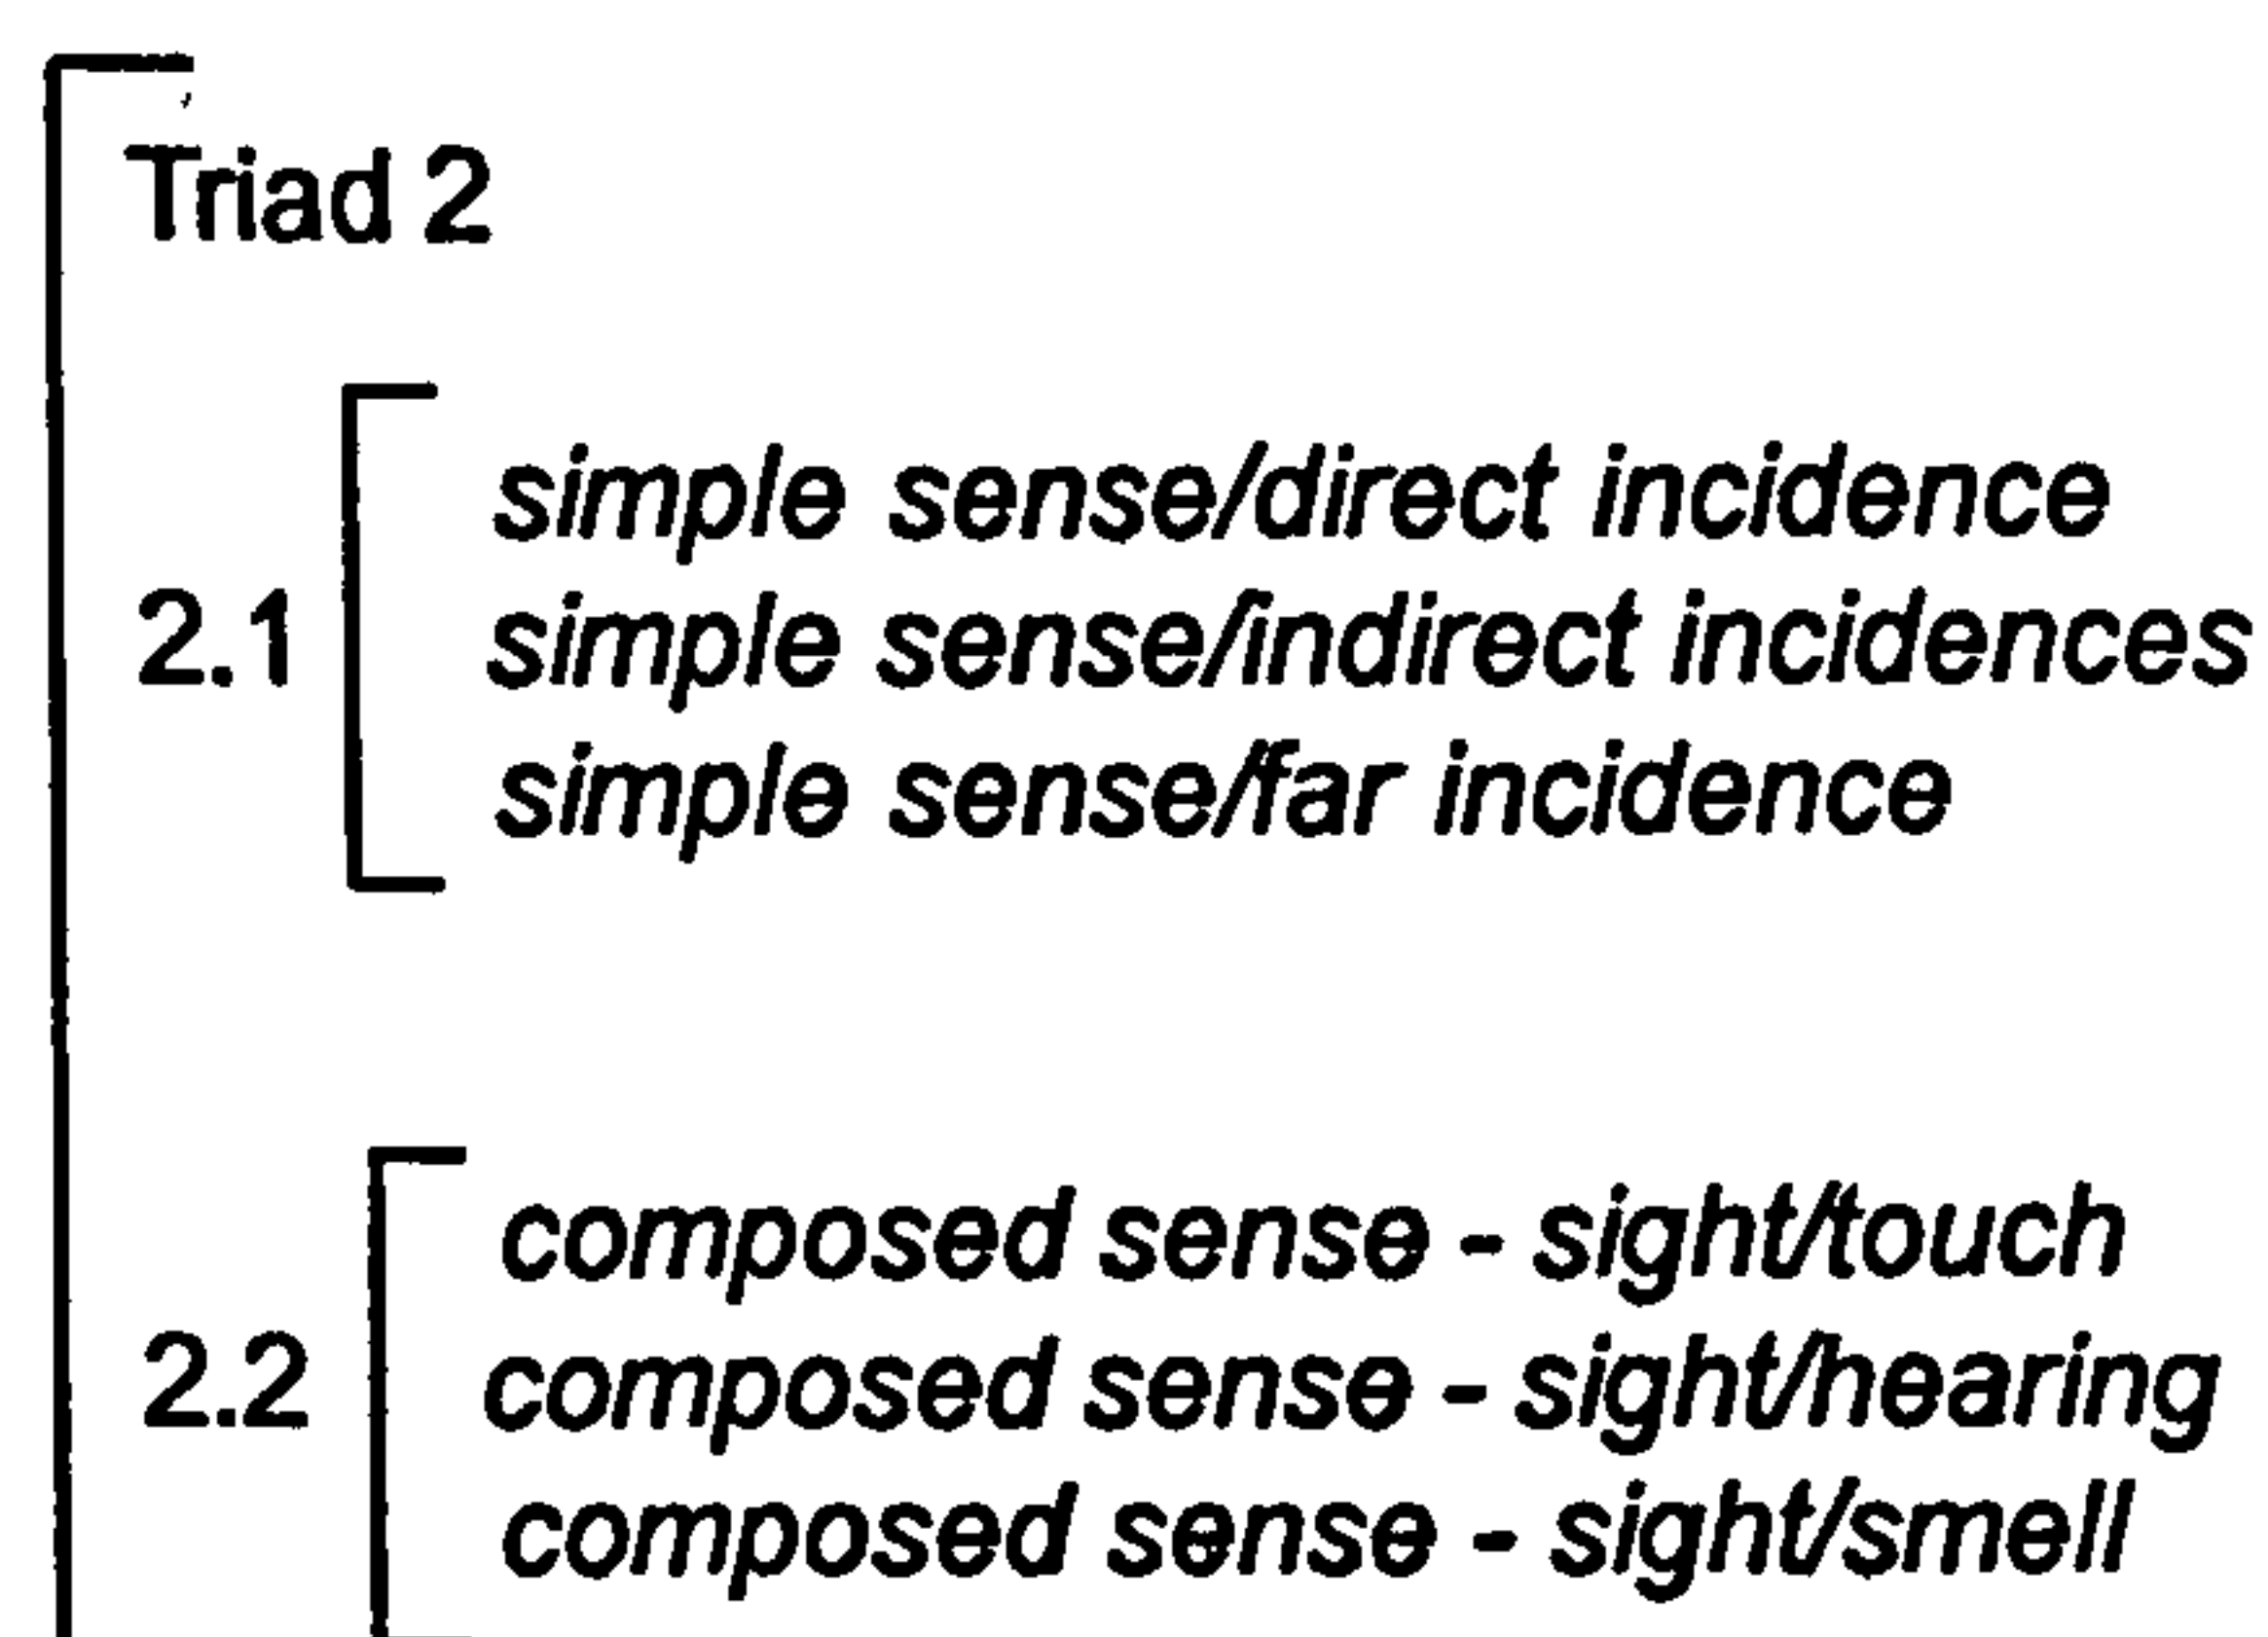 Triad 2
simple sense/direct incidence
2.1 simple sense/indirect incidences
simple sense/far incidence
composed sense - sight/touch
2.2 composed sense - sight/hearing
composed sense - sight/smell